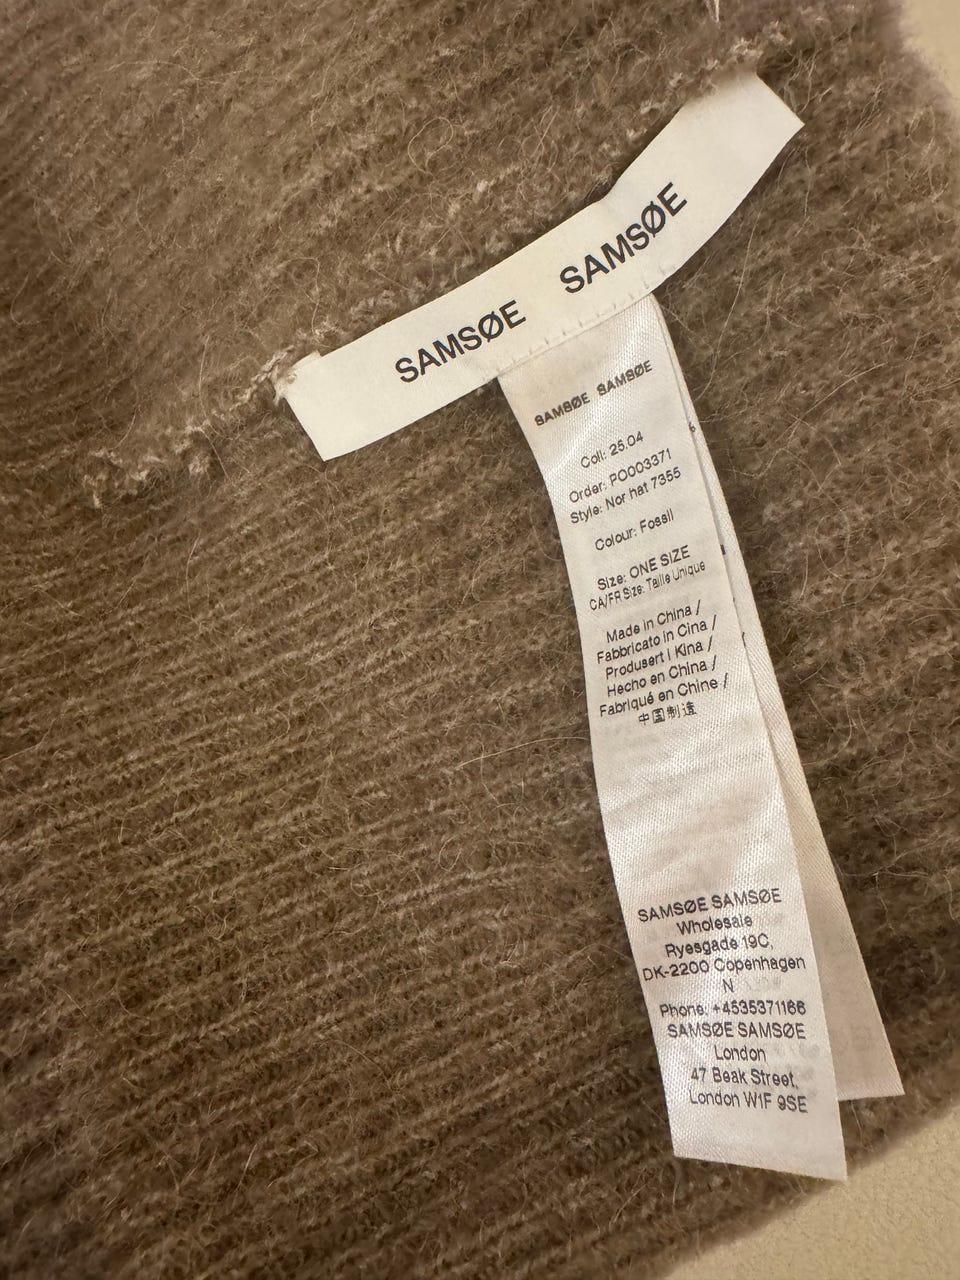 SAMSØE SAMSØE
SAMSØE SAMSØE
Coll: 25.04
Order: PO003371
Style: Nor hat 7355
Colour: Fossil
Size: ONE SIZE
CA/FR Size: Taille Unique
Made in China /
Fabbricato in Cina /
Produsert i Kina /
Hecho en China /
Fabriqué en Chine /
中国制造
SAMSØE SAMSØE
Wholesale
Ryesgade 19C,
DK-2200 Copenhagen
N
Phone: +4535371166
SAMSØE SAMSØE
London
47 Beak Street,
London W1F 9SE